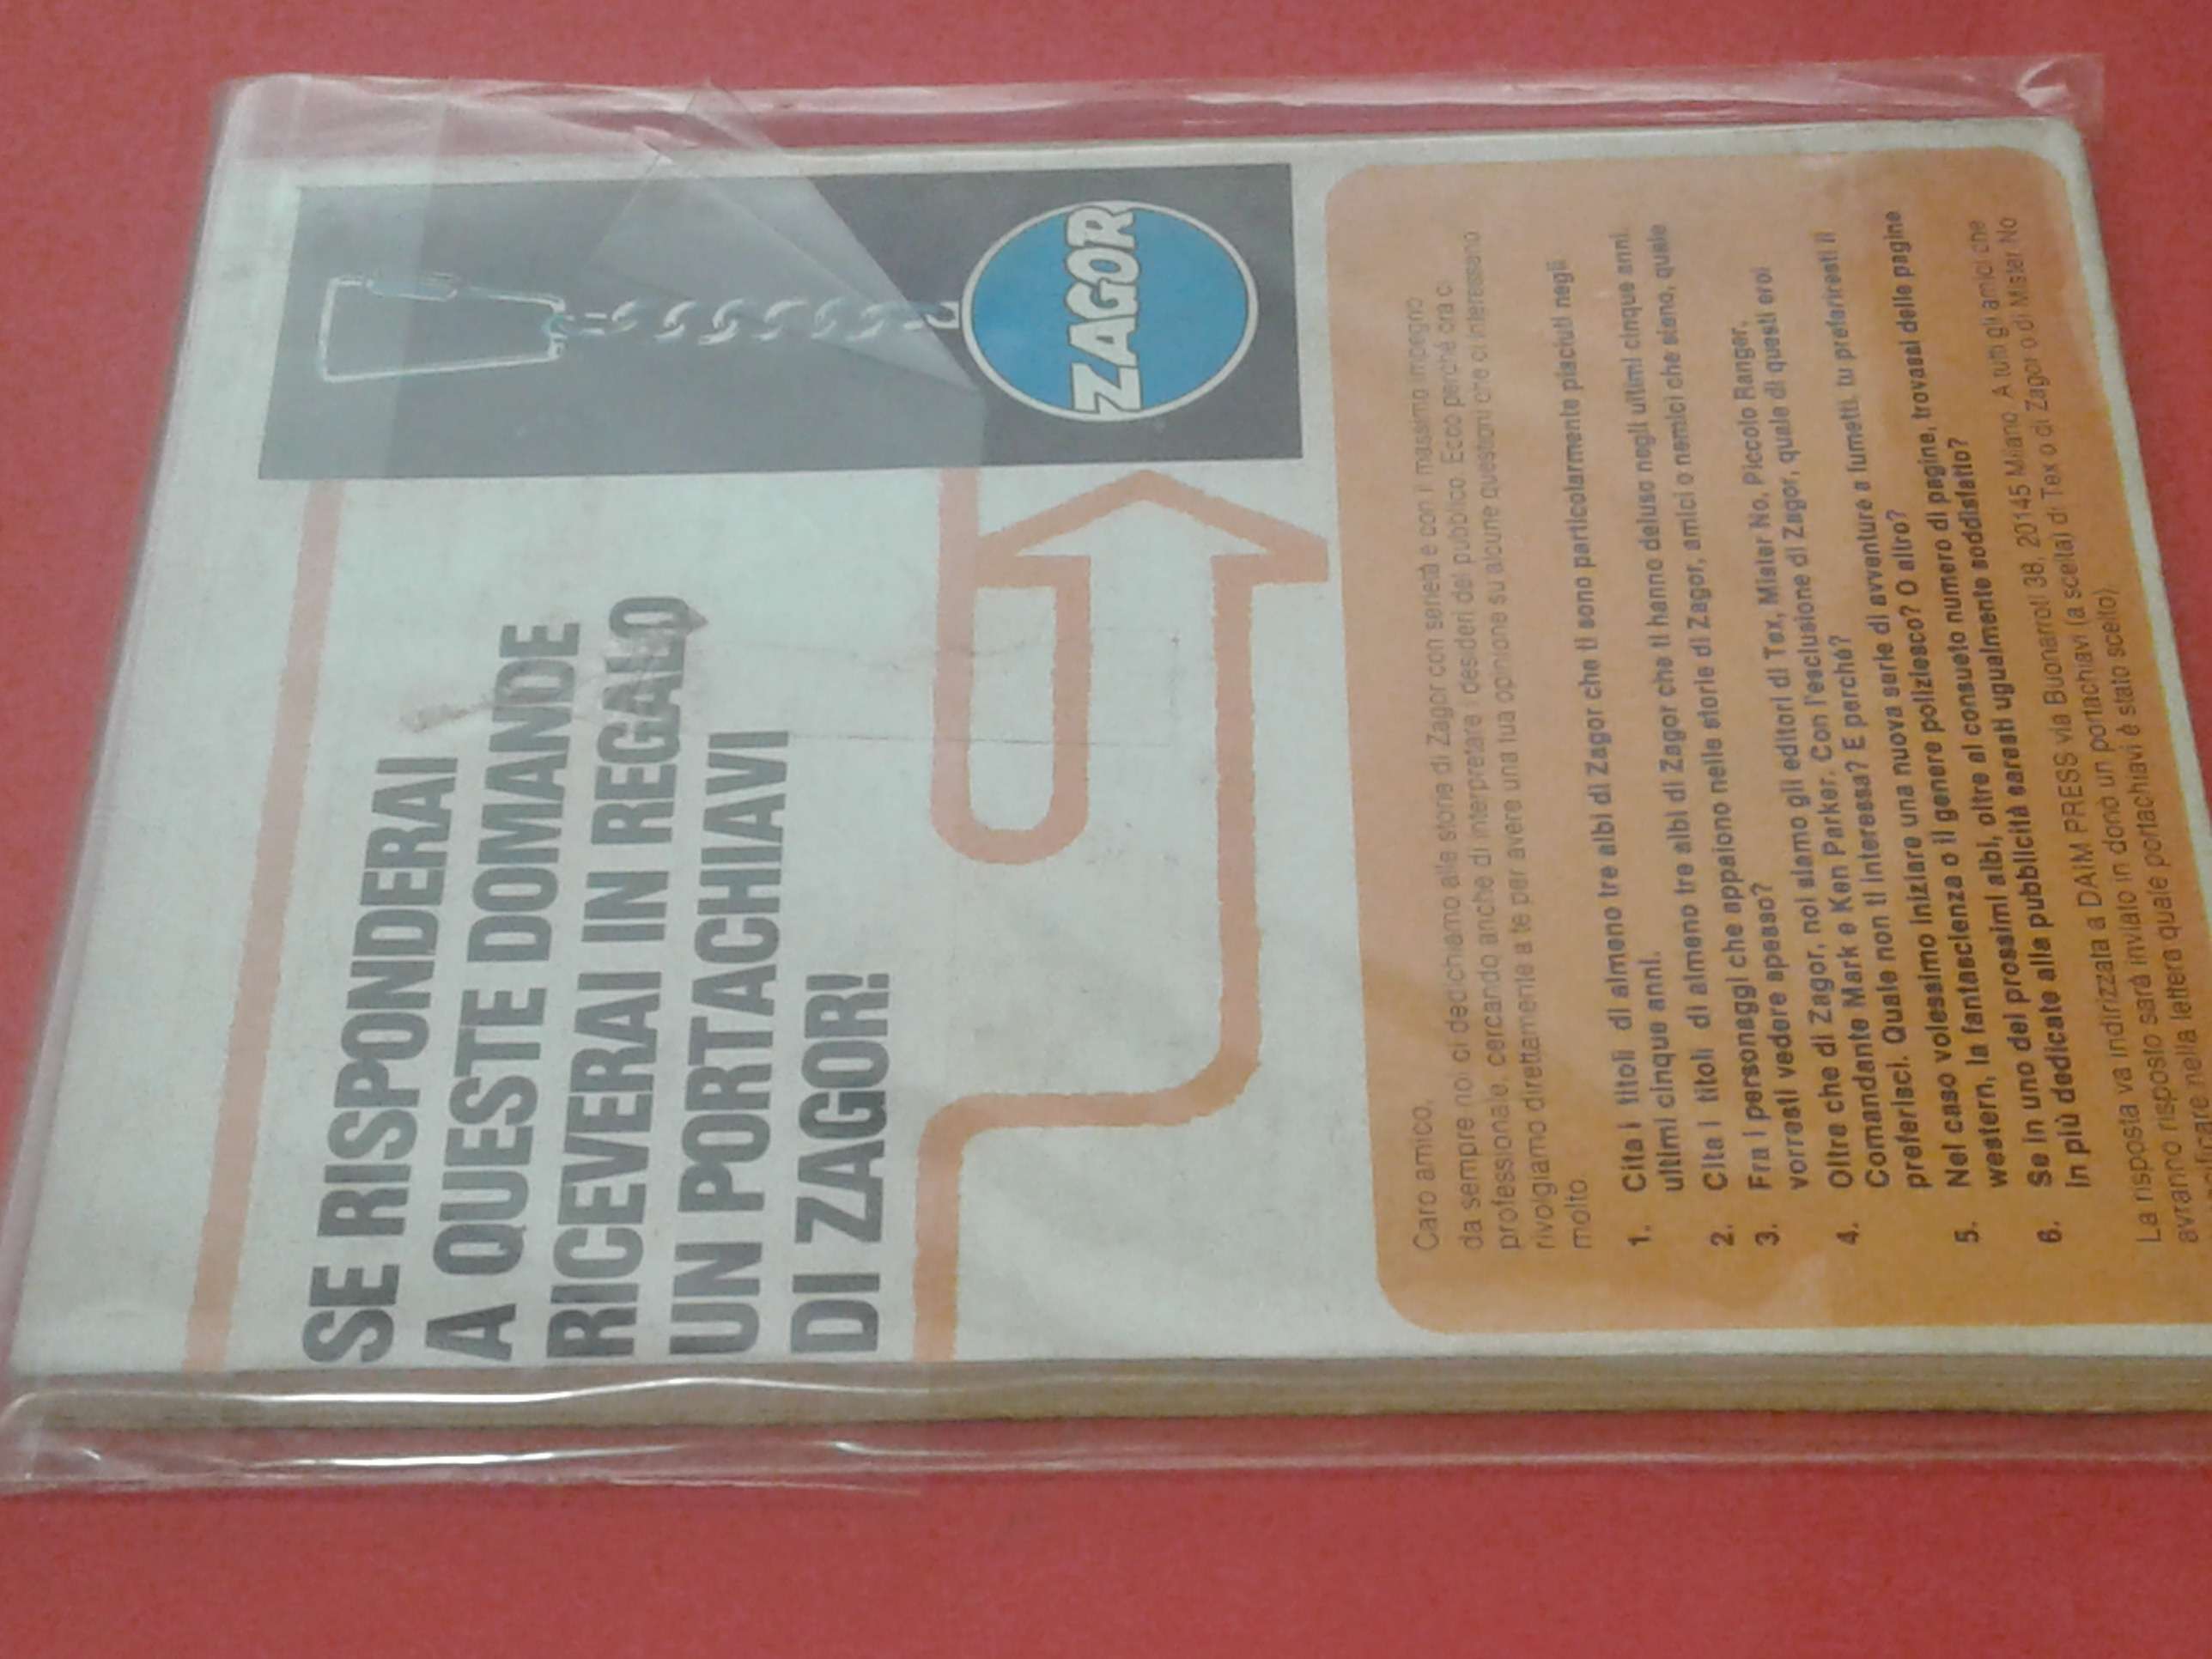 SE RISPONDERAI
A QUESTE DOMANDE
RICEVERAI IN REGALO
UN PORTACHIAVI
DI ZAGOR!
ZAGOR
Caro amico,
da sempre noi ci dedichiamo alle storie di Zagor con serietà e con il massimo impegno
professionale, cercando anche di interpretare i desideri del pubblico. Ecco perché ora ci
rivolgiamo direttamente a te per avere una tua opinione su alcune questioni che ci interessano
molto.
1. Cita i titoli di almeno tre albi di Zagor che ti sono particolarmente piaciuti negli
ultimi cinque anni.
2. Cita i titoli di almeno tre albi di Zagor che ti hanno deluso negli ultimi cinque anni.
3. Fra i personaggi che appaiono nelle storie di Zagor, amici o nemici che siano, quale
vorresti vedere spesso?
4. Oltre che di Zagor, noi siamo gli editori di Tex, Mister No, Piccolo Ranger,
Comandante Mark e Ken Parker. Con l'esclusione di Zagor, quale di questi eroi
preferisci. Quale non ti interessa? E perché?
5. Nel caso volessimo iniziare una nuova serie di avventure a fumetti, tu preferiresti il
western, la fantascienza o il genere poliziesco? O altro?
6. Se in uno dei prossimi albi, oltre al consueto numero di pagine, trovassi delle pagine
in più dedicate alla pubblicità saresti ugualmente soddisfatto?
La risposta va indirizzata a DAIM PRESS via Buonarroti 38, 20145 Milano. A tutti gli amici che
avranno risposto sarà inviato in dono un portachiavi (a scelta) di Tex o di Zagor o di Mister No
nella lettera quale portachiavi è stato scelto)